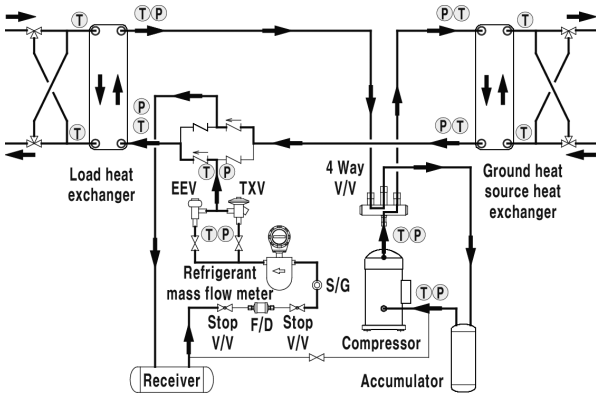 T P
P T
T
T
P
T
P T
T
T
4 Way
V/V
Load heat
exchanger
Ground heat
source heat
exchanger
T P
EEV
TXV
T P
T P
Refrigerant
mass flow meter
S/G
T P
Stop
V/V
F/D
Stop
V/V
Compressor
Receiver
Accumulator